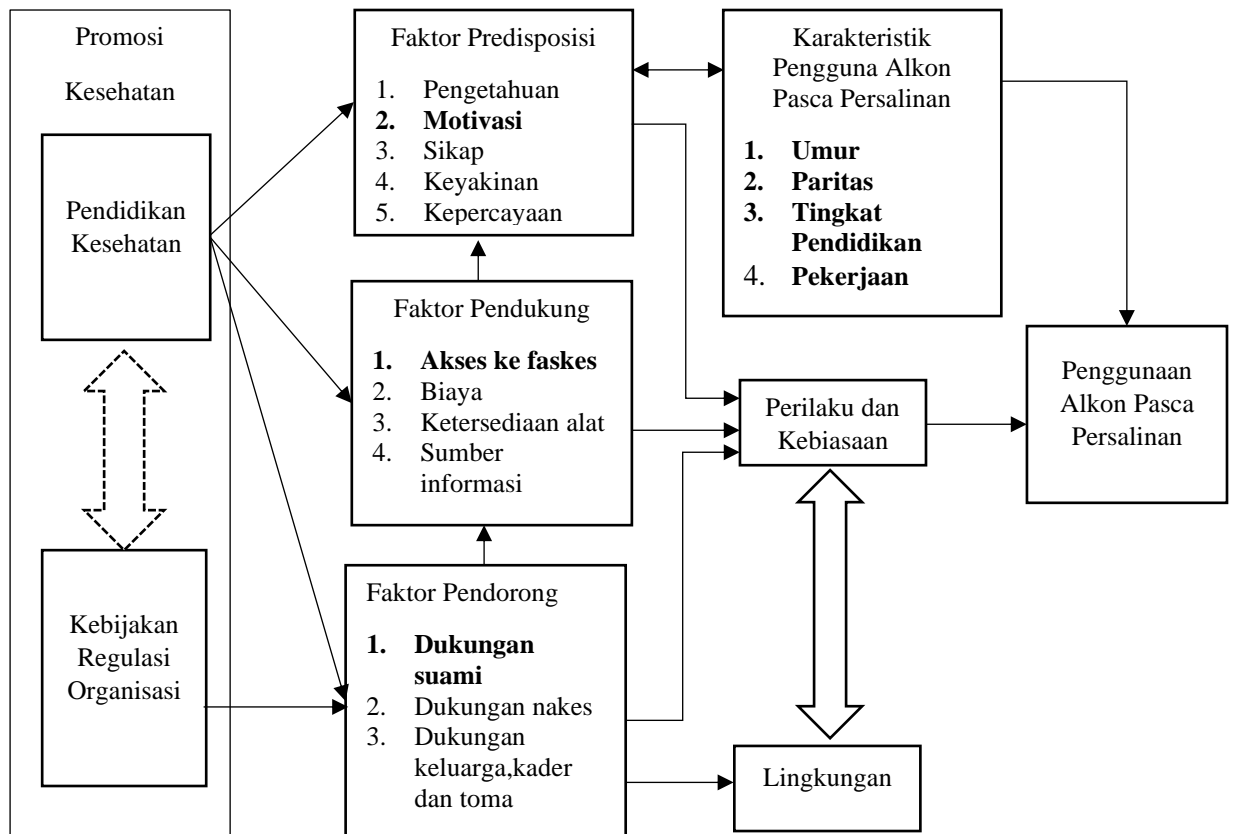 Promosi
Kesehatan
Pendidikan
Kesehatan
Kebijakan
Regulasi
Organisasi
Faktor Predisposisi
1. Pengetahuan
2. Motivasi
3. Sikap
4. Keyakinan
5. Kepercayaan
Faktor Pendukung
1. Akses ke faskes
2. Biaya
3. Ketersediaan alat
4. Sumber
informasi
Faktor Pendorong
1. Dukungan
suami
2. Dukungan nakes
3. Dukungan
keluarga,kader
dan toma
Karakteristik
Pengguna Alkon
Pasca Persalinan
1. Umur
2. Paritas
3. Tingkat
Pendidikan
4. Pekerjaan
Perilaku dan
Kebiasaan
Lingkungan
Penggunaan
Alkon Pasca
Persalinan